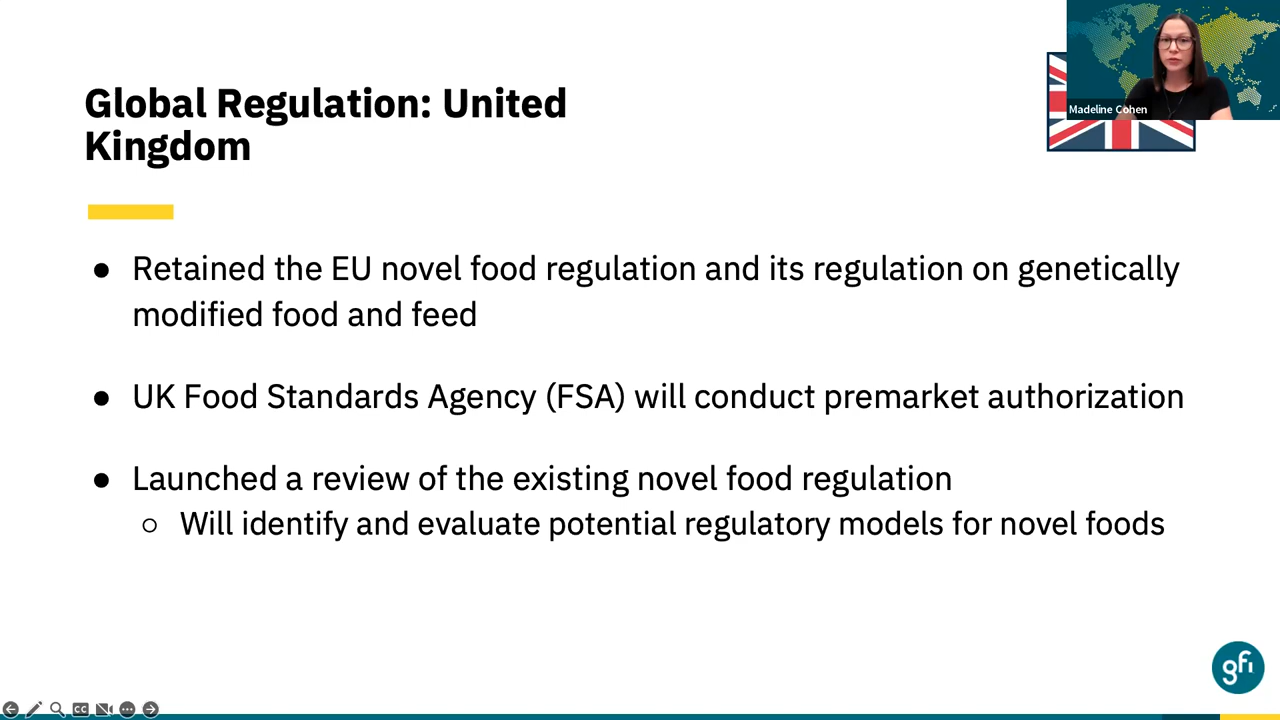 Madeline Cohen
Global Regulation: United
Kingdom
● Retained the EU novel food regulation and its regulation on genetically
modified food and feed
● UK Food Standards Agency (FSA) will conduct premarket authorization
● Launched a review of the existing novel food regulation
○ Will identify and evaluate potential regulatory models for novel foods
gfi
CC